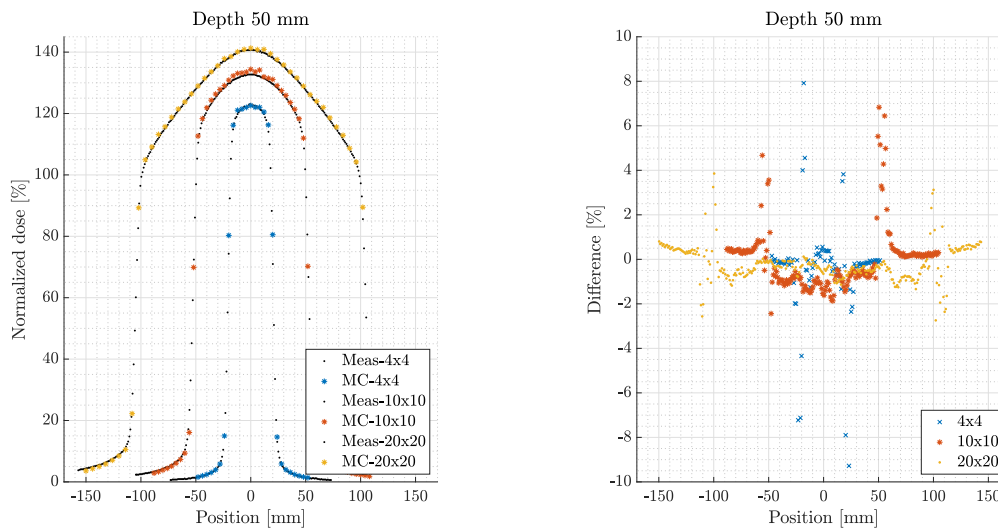 Depth 50 mm
Normalized dose [%]
140
120
100
80
60
40
20
0
-150
-100
-50
0
50
100
150
Position [mm]
Meas-4x4
MC-4x4
Meas-10x10
MC-10x10
Meas-20x20
MC-20x20
Depth 50 mm
Difference [%]
10
8
6
4
2
0
-2
-4
-6
-8
-10
-150
-100
-50
0
50
100
150
Position [mm]
4x4
10x10
20x20